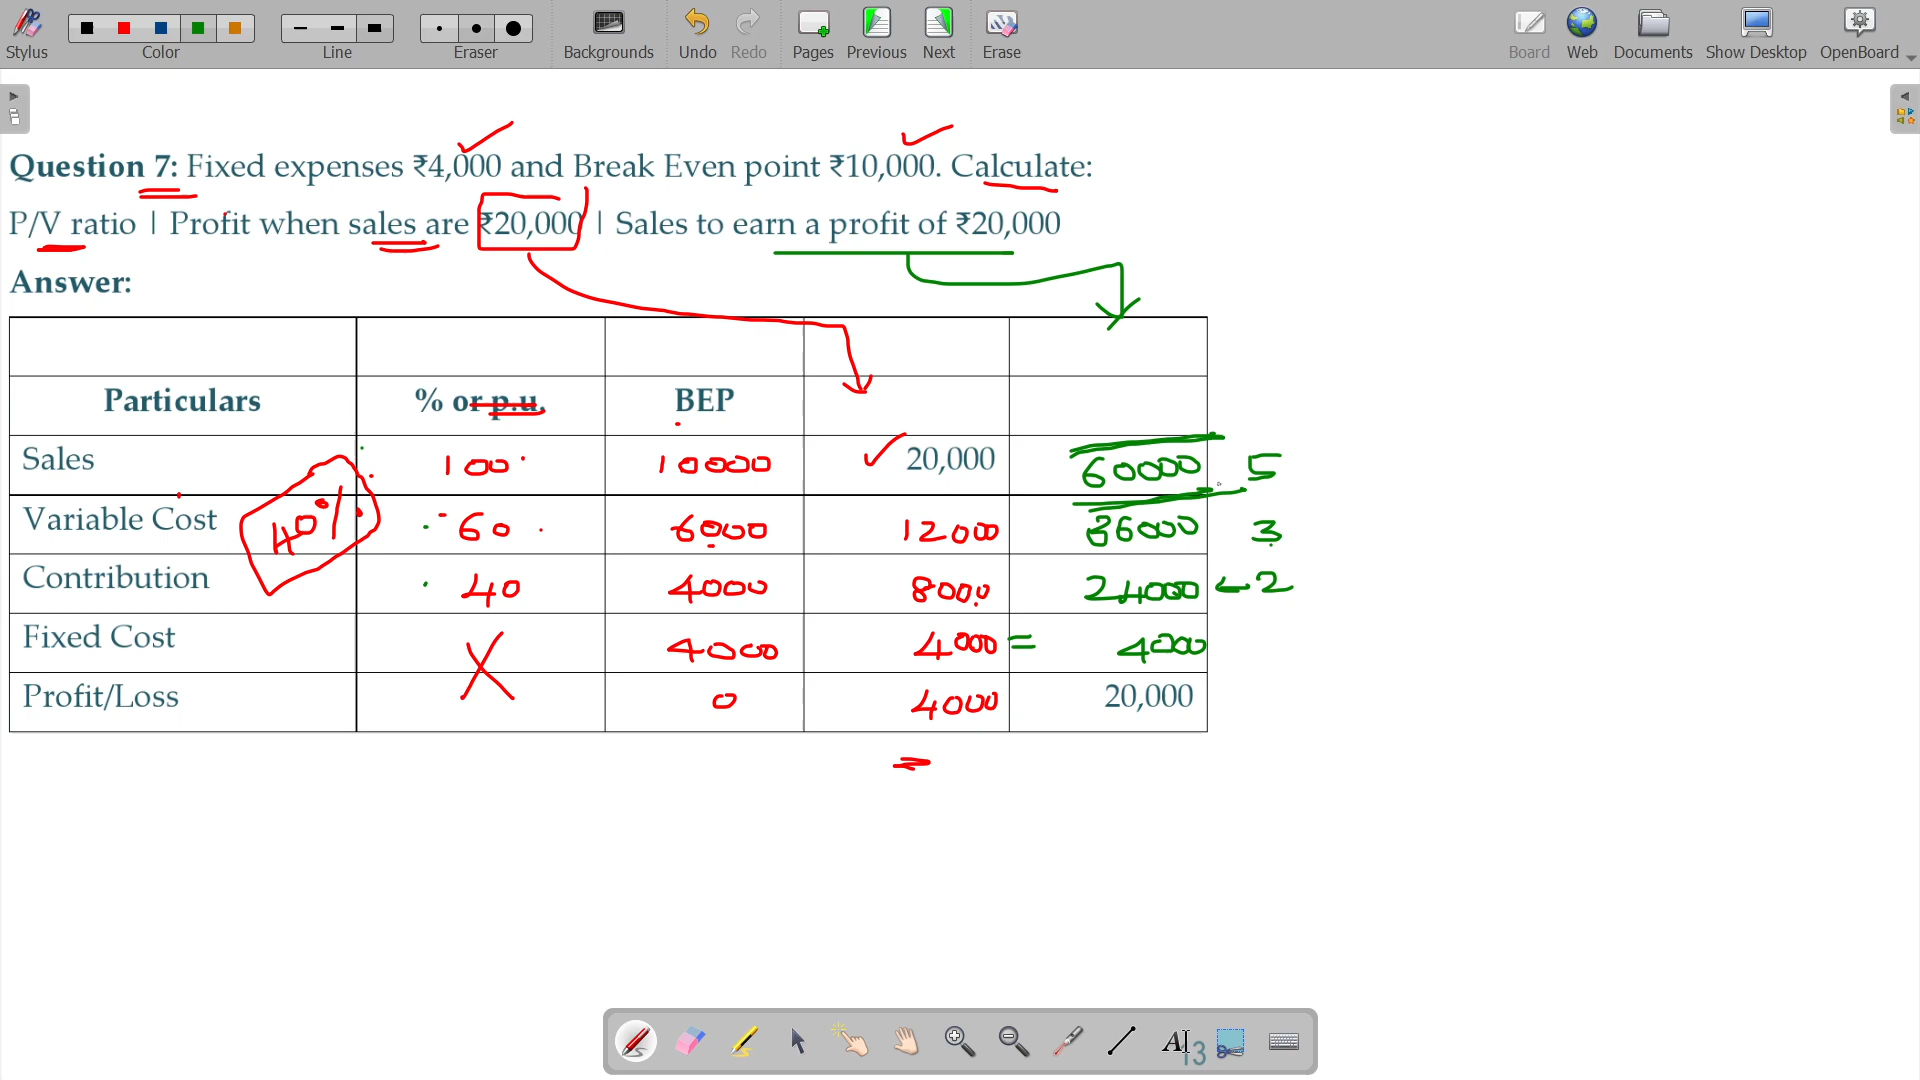 Stylus Color Line Eraser Backgrounds Undo Redo Pages Previous Next Erase Board Web Documents Show Desktop OpenBoard
Question 7: Fixed expenses ₹4,000 and Break Even point ₹10,000. Calculate:
P/V ratio | Profit when sales are ₹20,000 | Sales to earn a profit of ₹20,000
Answer:
Particulars % or p.u. BEP
Sales 100 10000 20,000 60000 5
40%
Variable Cost 60 6000 12000 36000 3
Contribution 40 4000 8000 24000 2
Fixed Cost 4000 4000 = 4000
Profit/Loss 0 4000 20,000
13